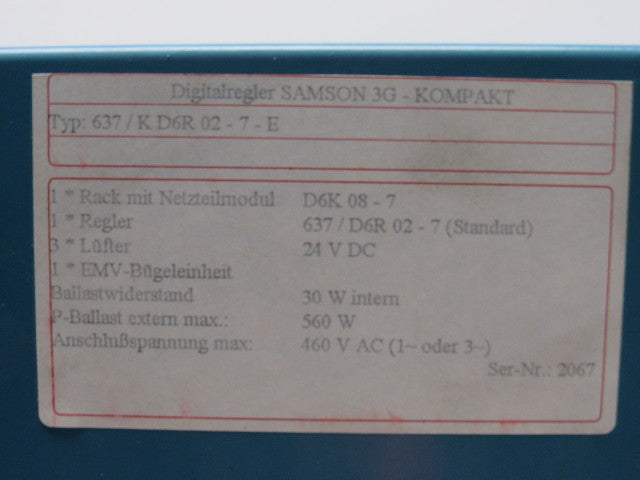 Digitalregler SAMSON 3G - KOMPAKT
Typ: 637 / K D6R 02 - 7 - E
1 * Rack mit Netzteilmodul D6K 08 - 7
1 * Regler 637 / D6R 02 - 7 (Standard)
3 * Lüfter 24 V DC
1 * EMV-Bügeleinheit
Ballastwiderstand 30 W intern
P-Ballast extern max.: 560 W
Anschlußspannung max: 460 V AC (1~ oder 3~)
Ser-Nr.: 2067